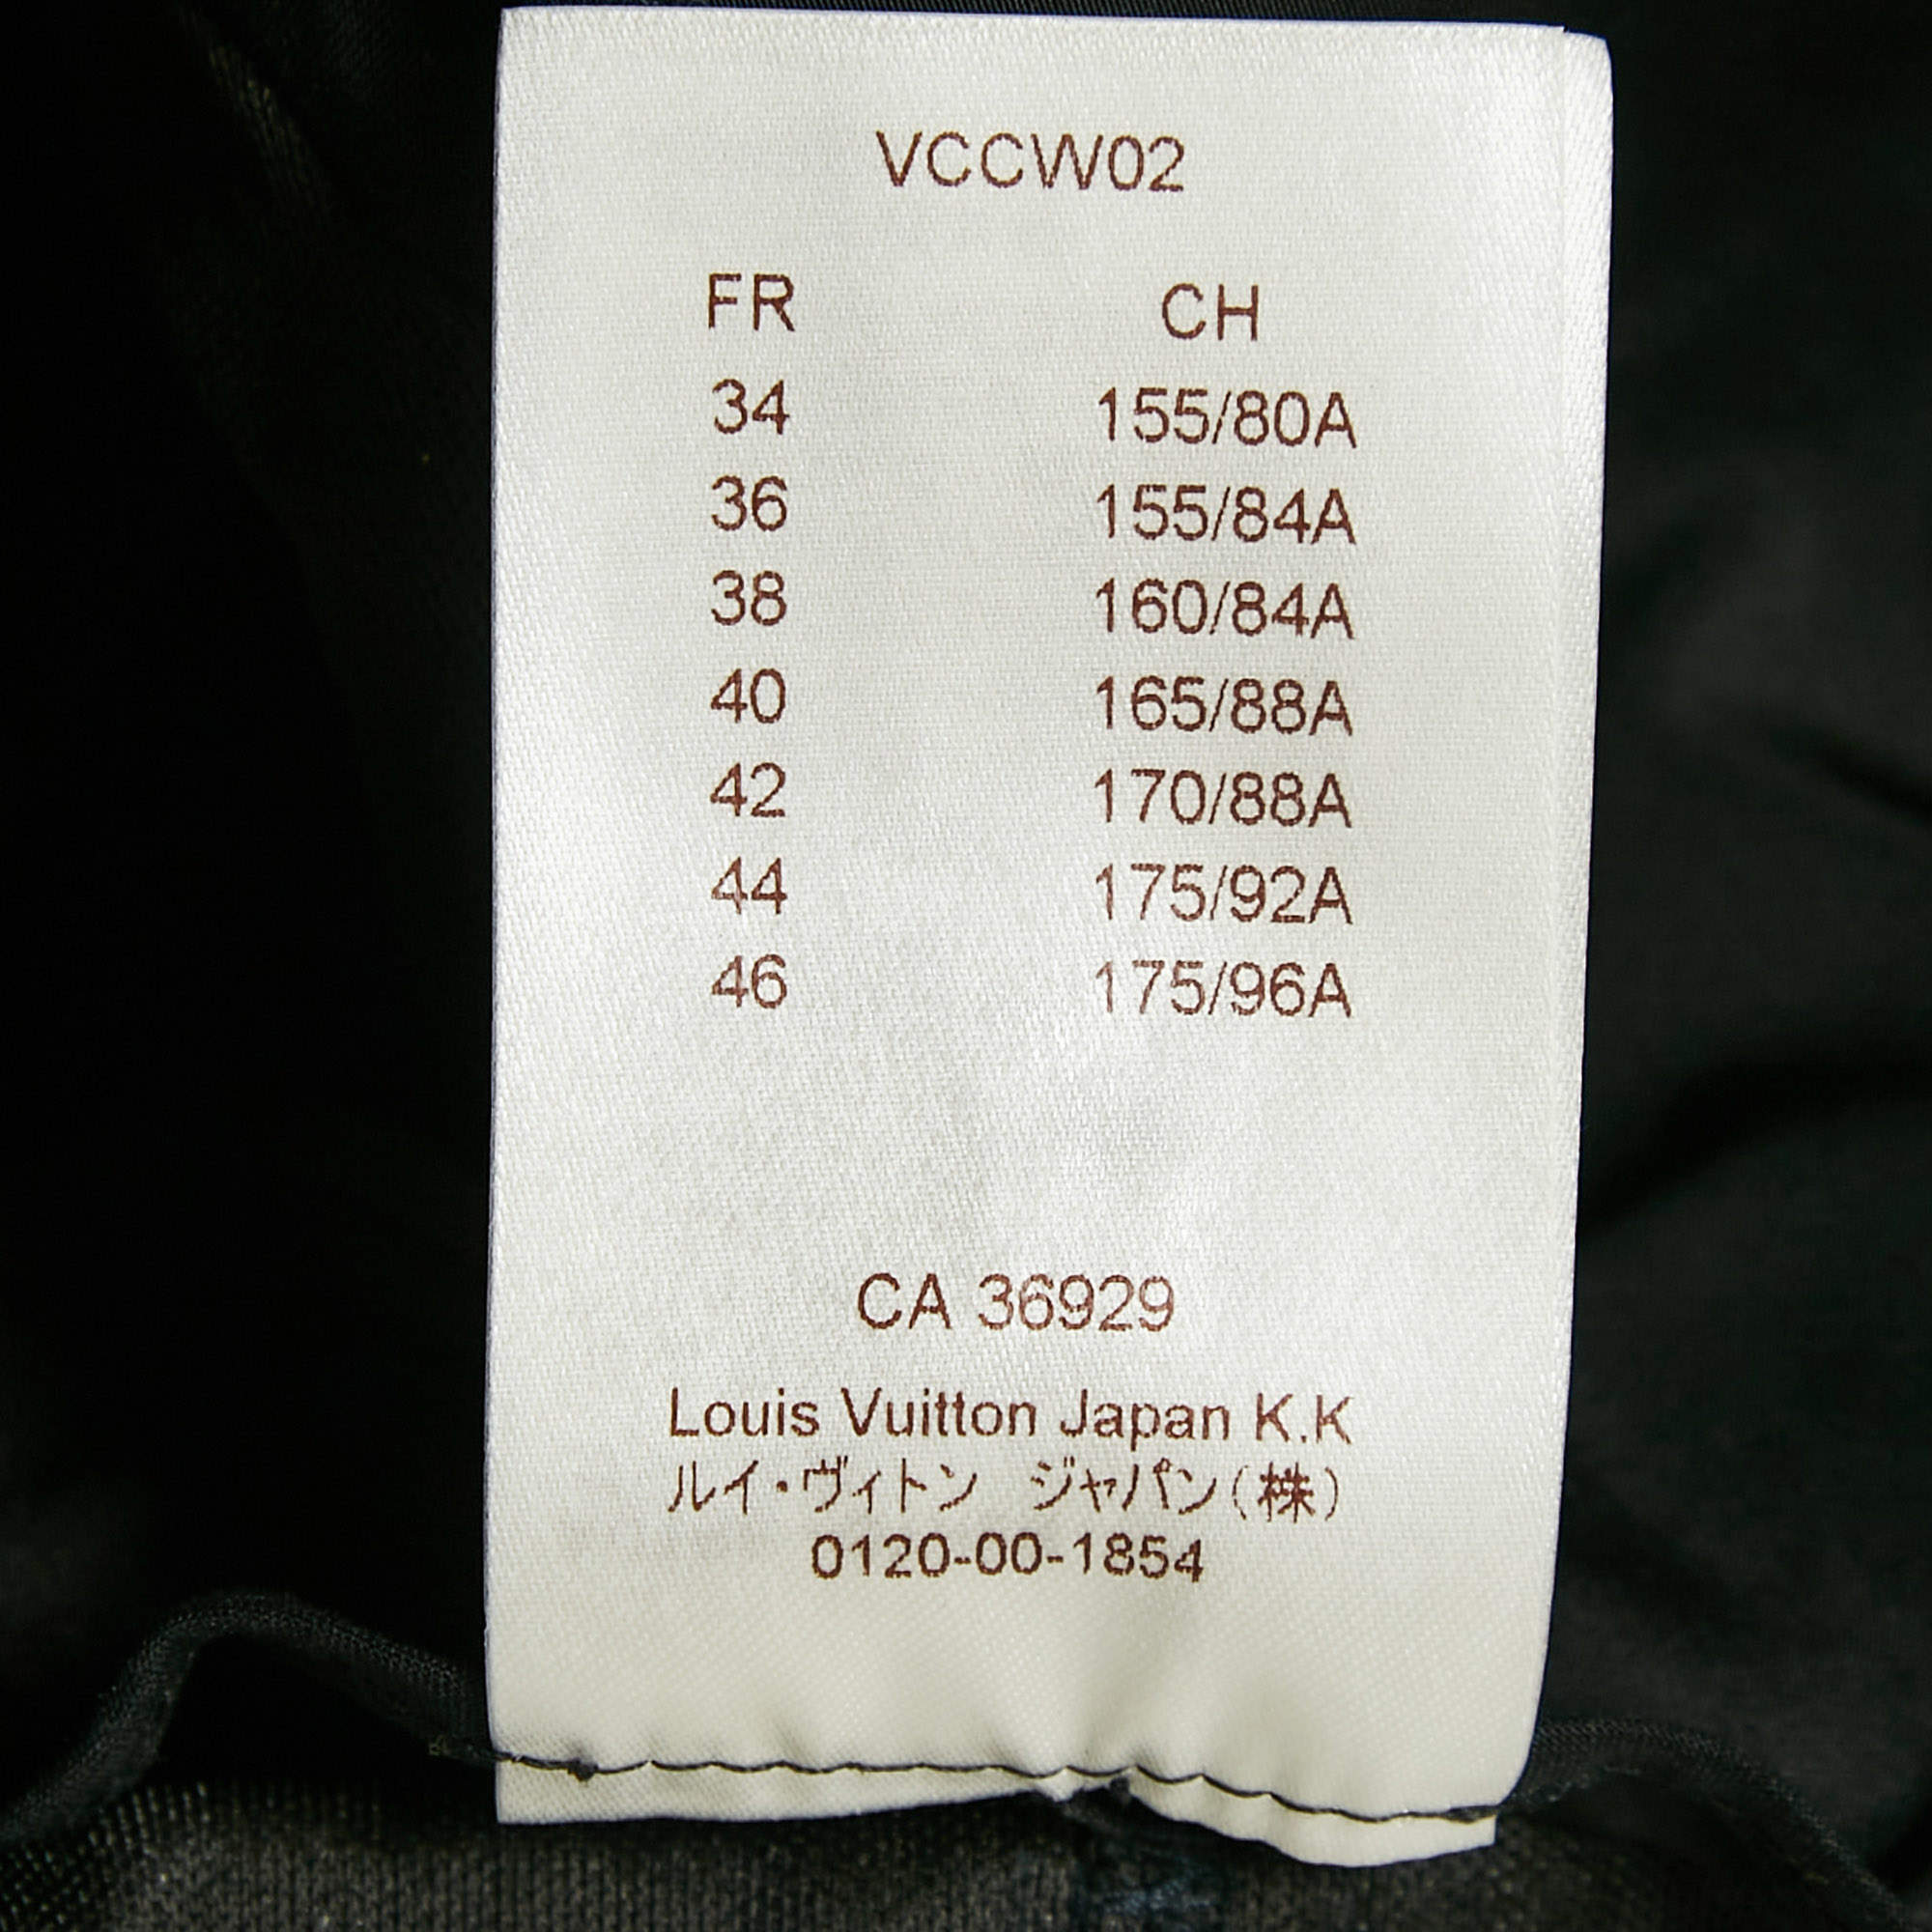 VCCW02
FR CH
34 155/80A
36 155/84A
38 160/84A
40 165/88A
42 170/88A
44 175/92A
46 175/96A
CA 36929
Louis Vuitton Japan K.K
ルイ・ヴィトン　ジャパン(株)
0120-00-1854